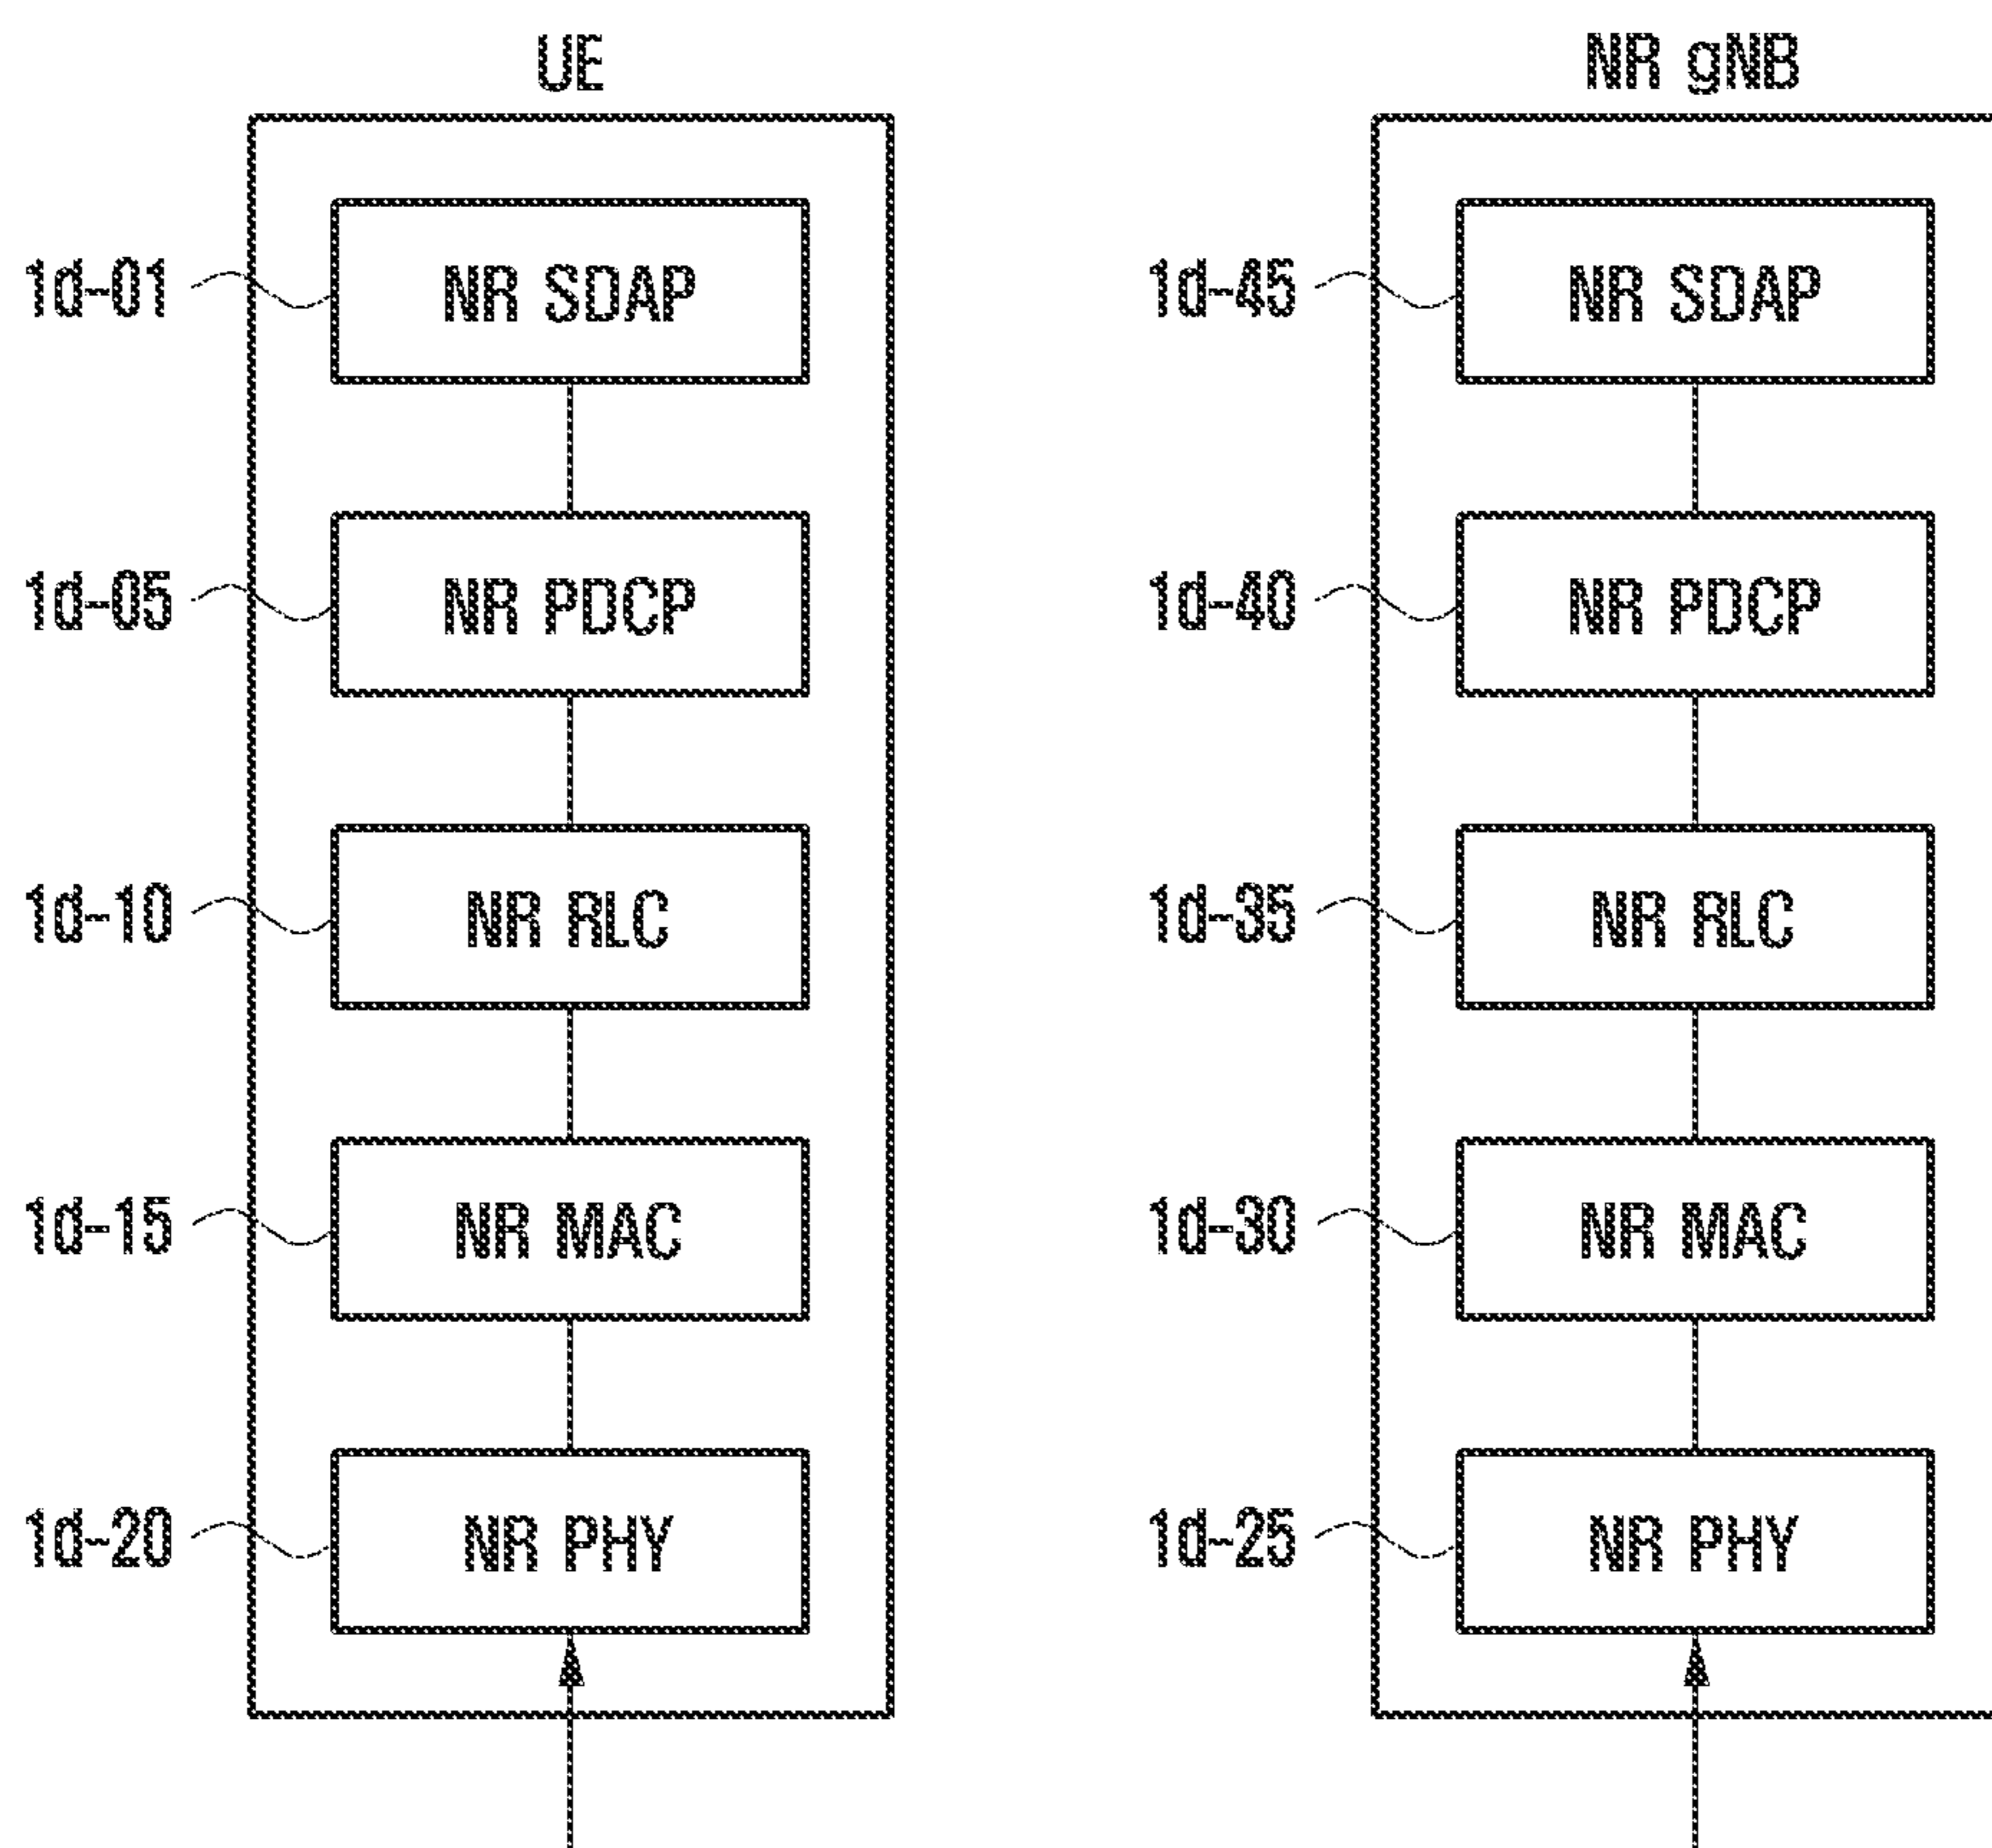 UE
NR gNB
1d-01
NR SDAP
1d-45
NR SDAP
1d-05
NR PDCP
1d-40
NR PDCP
1d-10
NR RLC
1d-35
NR RLC
1d-15
NR MAC
1d-30
NR MAC
1d-20
NR PHY
1d-25
NR PHY